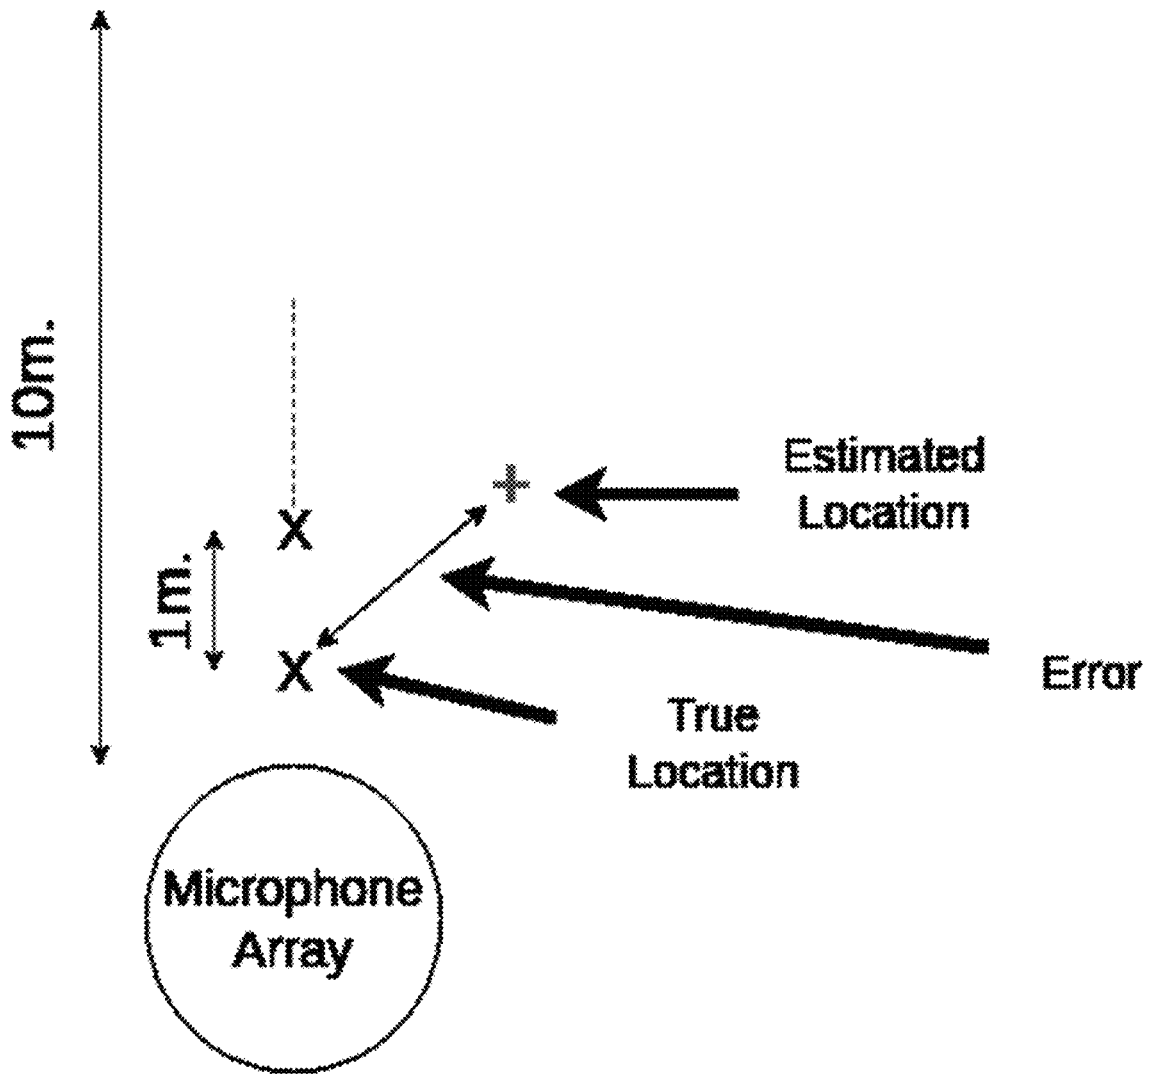 10m.
Estimated
Location
X
1m.
X
Error
True
Location
Microphone
Array